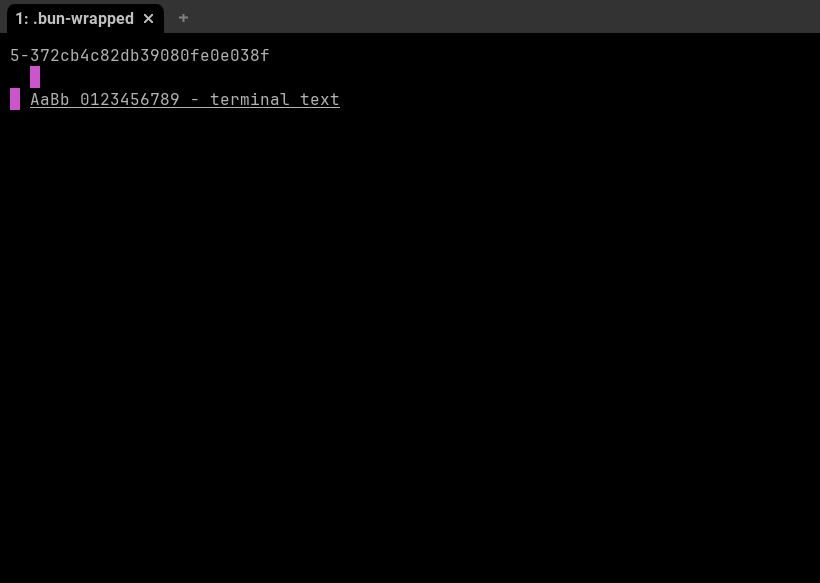 1: .bun-wrapped × +
5-372cb4c82db39080fe0e038f
AaBb 0123456789 - terminal text